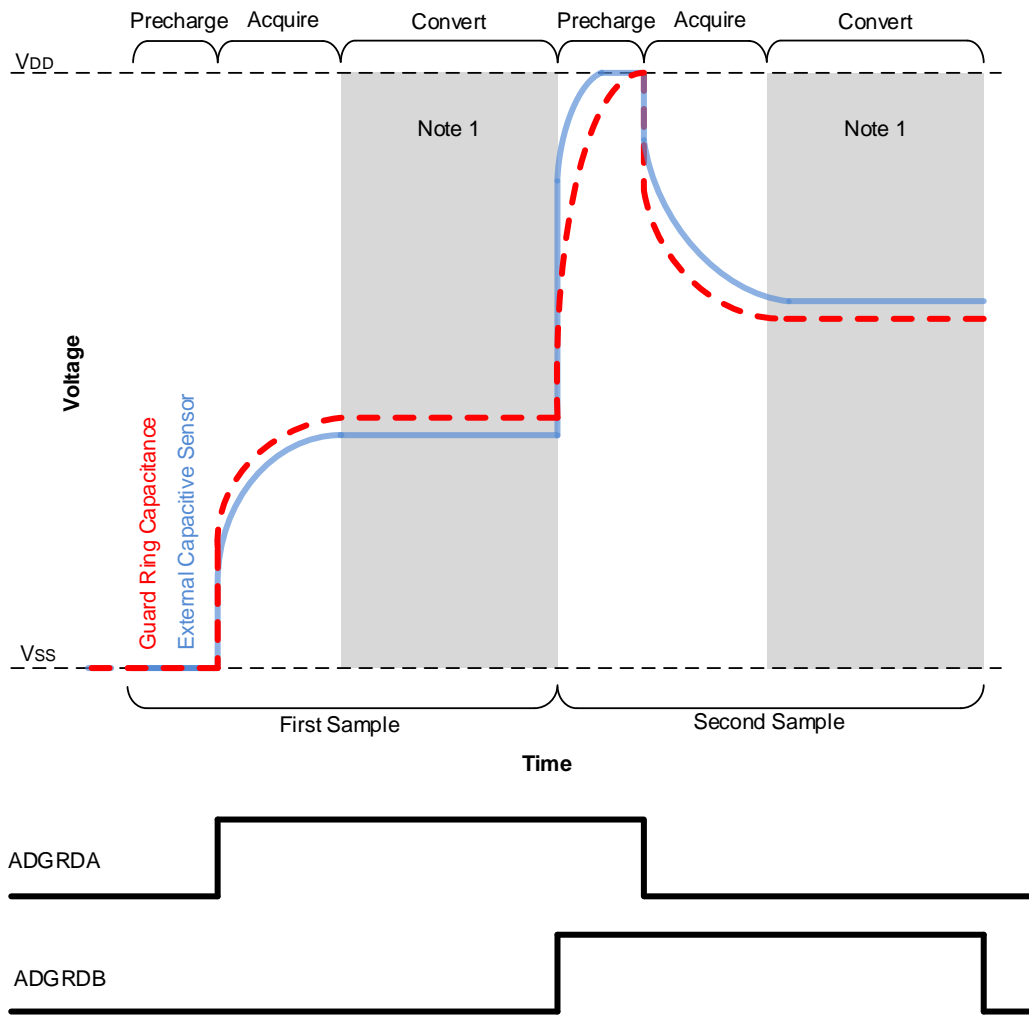 Precharge Acquire Convert Precharge Acquire Convert
VDD
Note 1 Note 1
Voltage
Guard Ring Capacitance
External Capacitive Sensor
VSS
First Sample Second Sample
Time
ADGRDA
ADGRDB